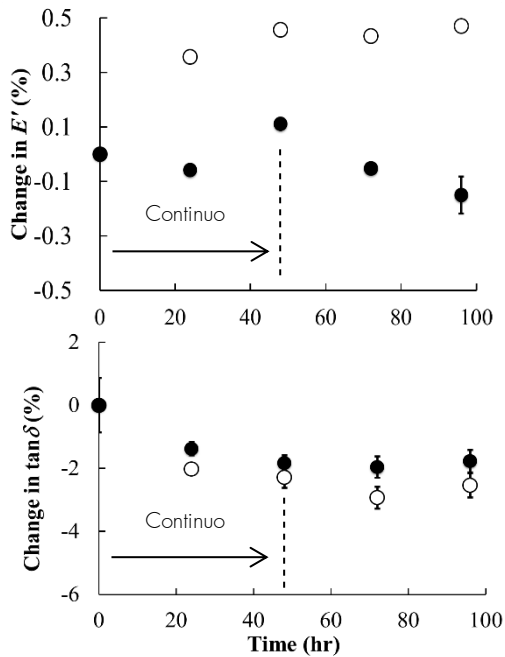 0.5
0.3
0.1
-0.1
-0.3
-0.5
Change in E' (%)
Continuo
0 20 40 60 80 100
2
0
-2
-4
-6
Change in tanδ (%)
Continuo
0 20 40 60 80 100
Time (hr)